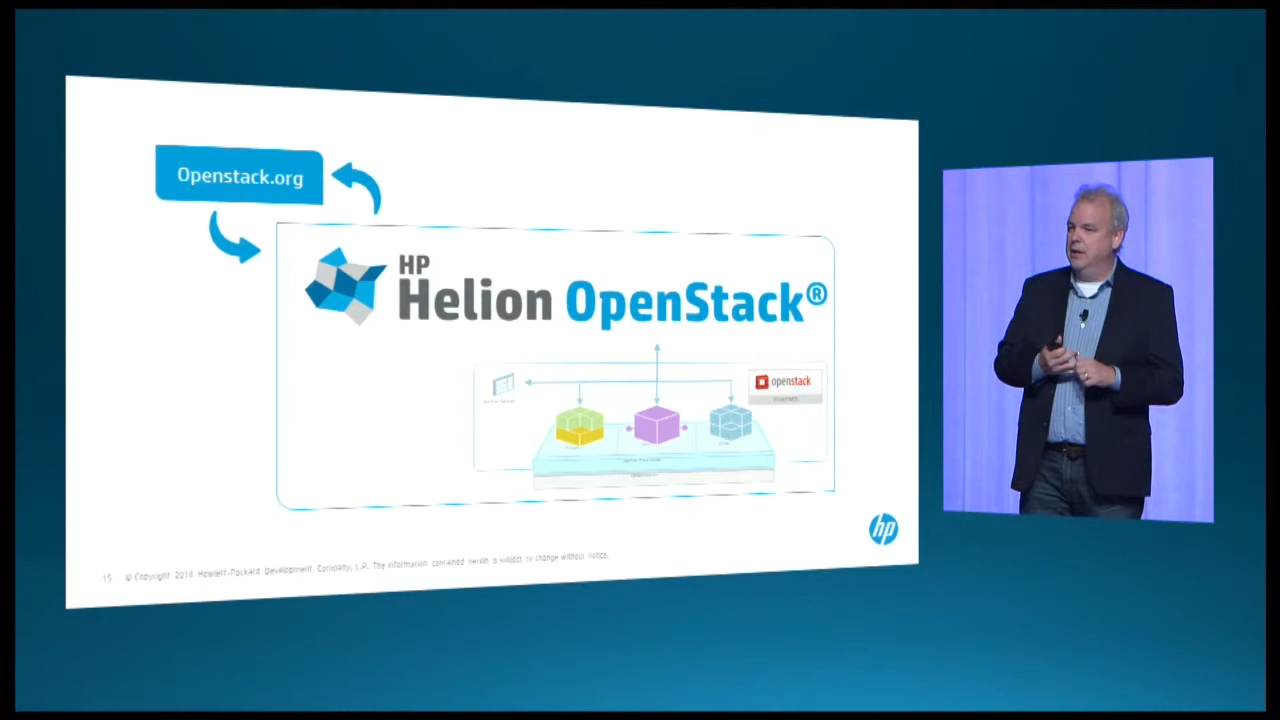 Openstack.org
HP
Helion OpenStack®
openstack
hp
15 © Copyright 2014 Hewlett-Packard Development Company, L.P. The information contained herein is subject to change without notice.